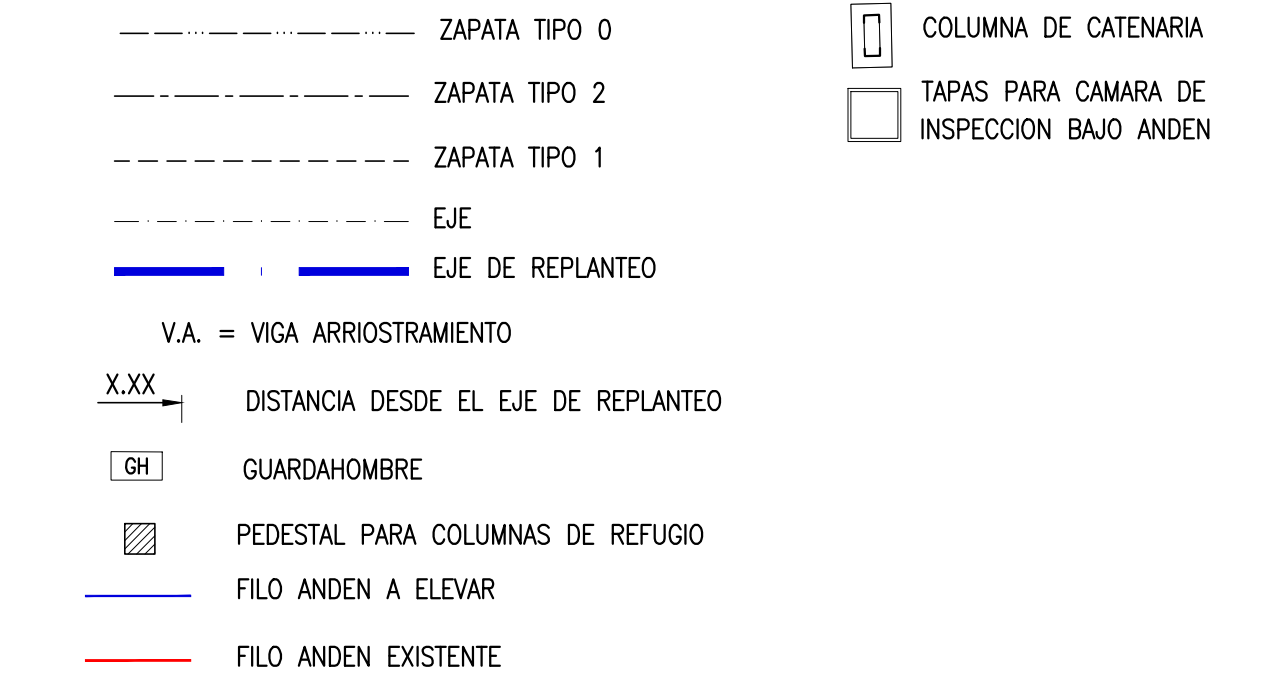 ZAPATA TIPO 0
ZAPATA TIPO 2
ZAPATA TIPO 1
EJE
EJE DE REPLANTEO
V.A. = VIGA ARRIOSTRAMIENTO
X.XX DISTANCIA DESDE EL EJE DE REPLANTEO
GH GUARDAHOMBRE
PEDESTAL PARA COLUMNAS DE REFUGIO
FILO ANDEN A ELEVAR
FILO ANDEN EXISTENTE
COLUMNA DE CATENARIA
TAPAS PARA CAMARA DE
INSPECCION BAJO ANDEN